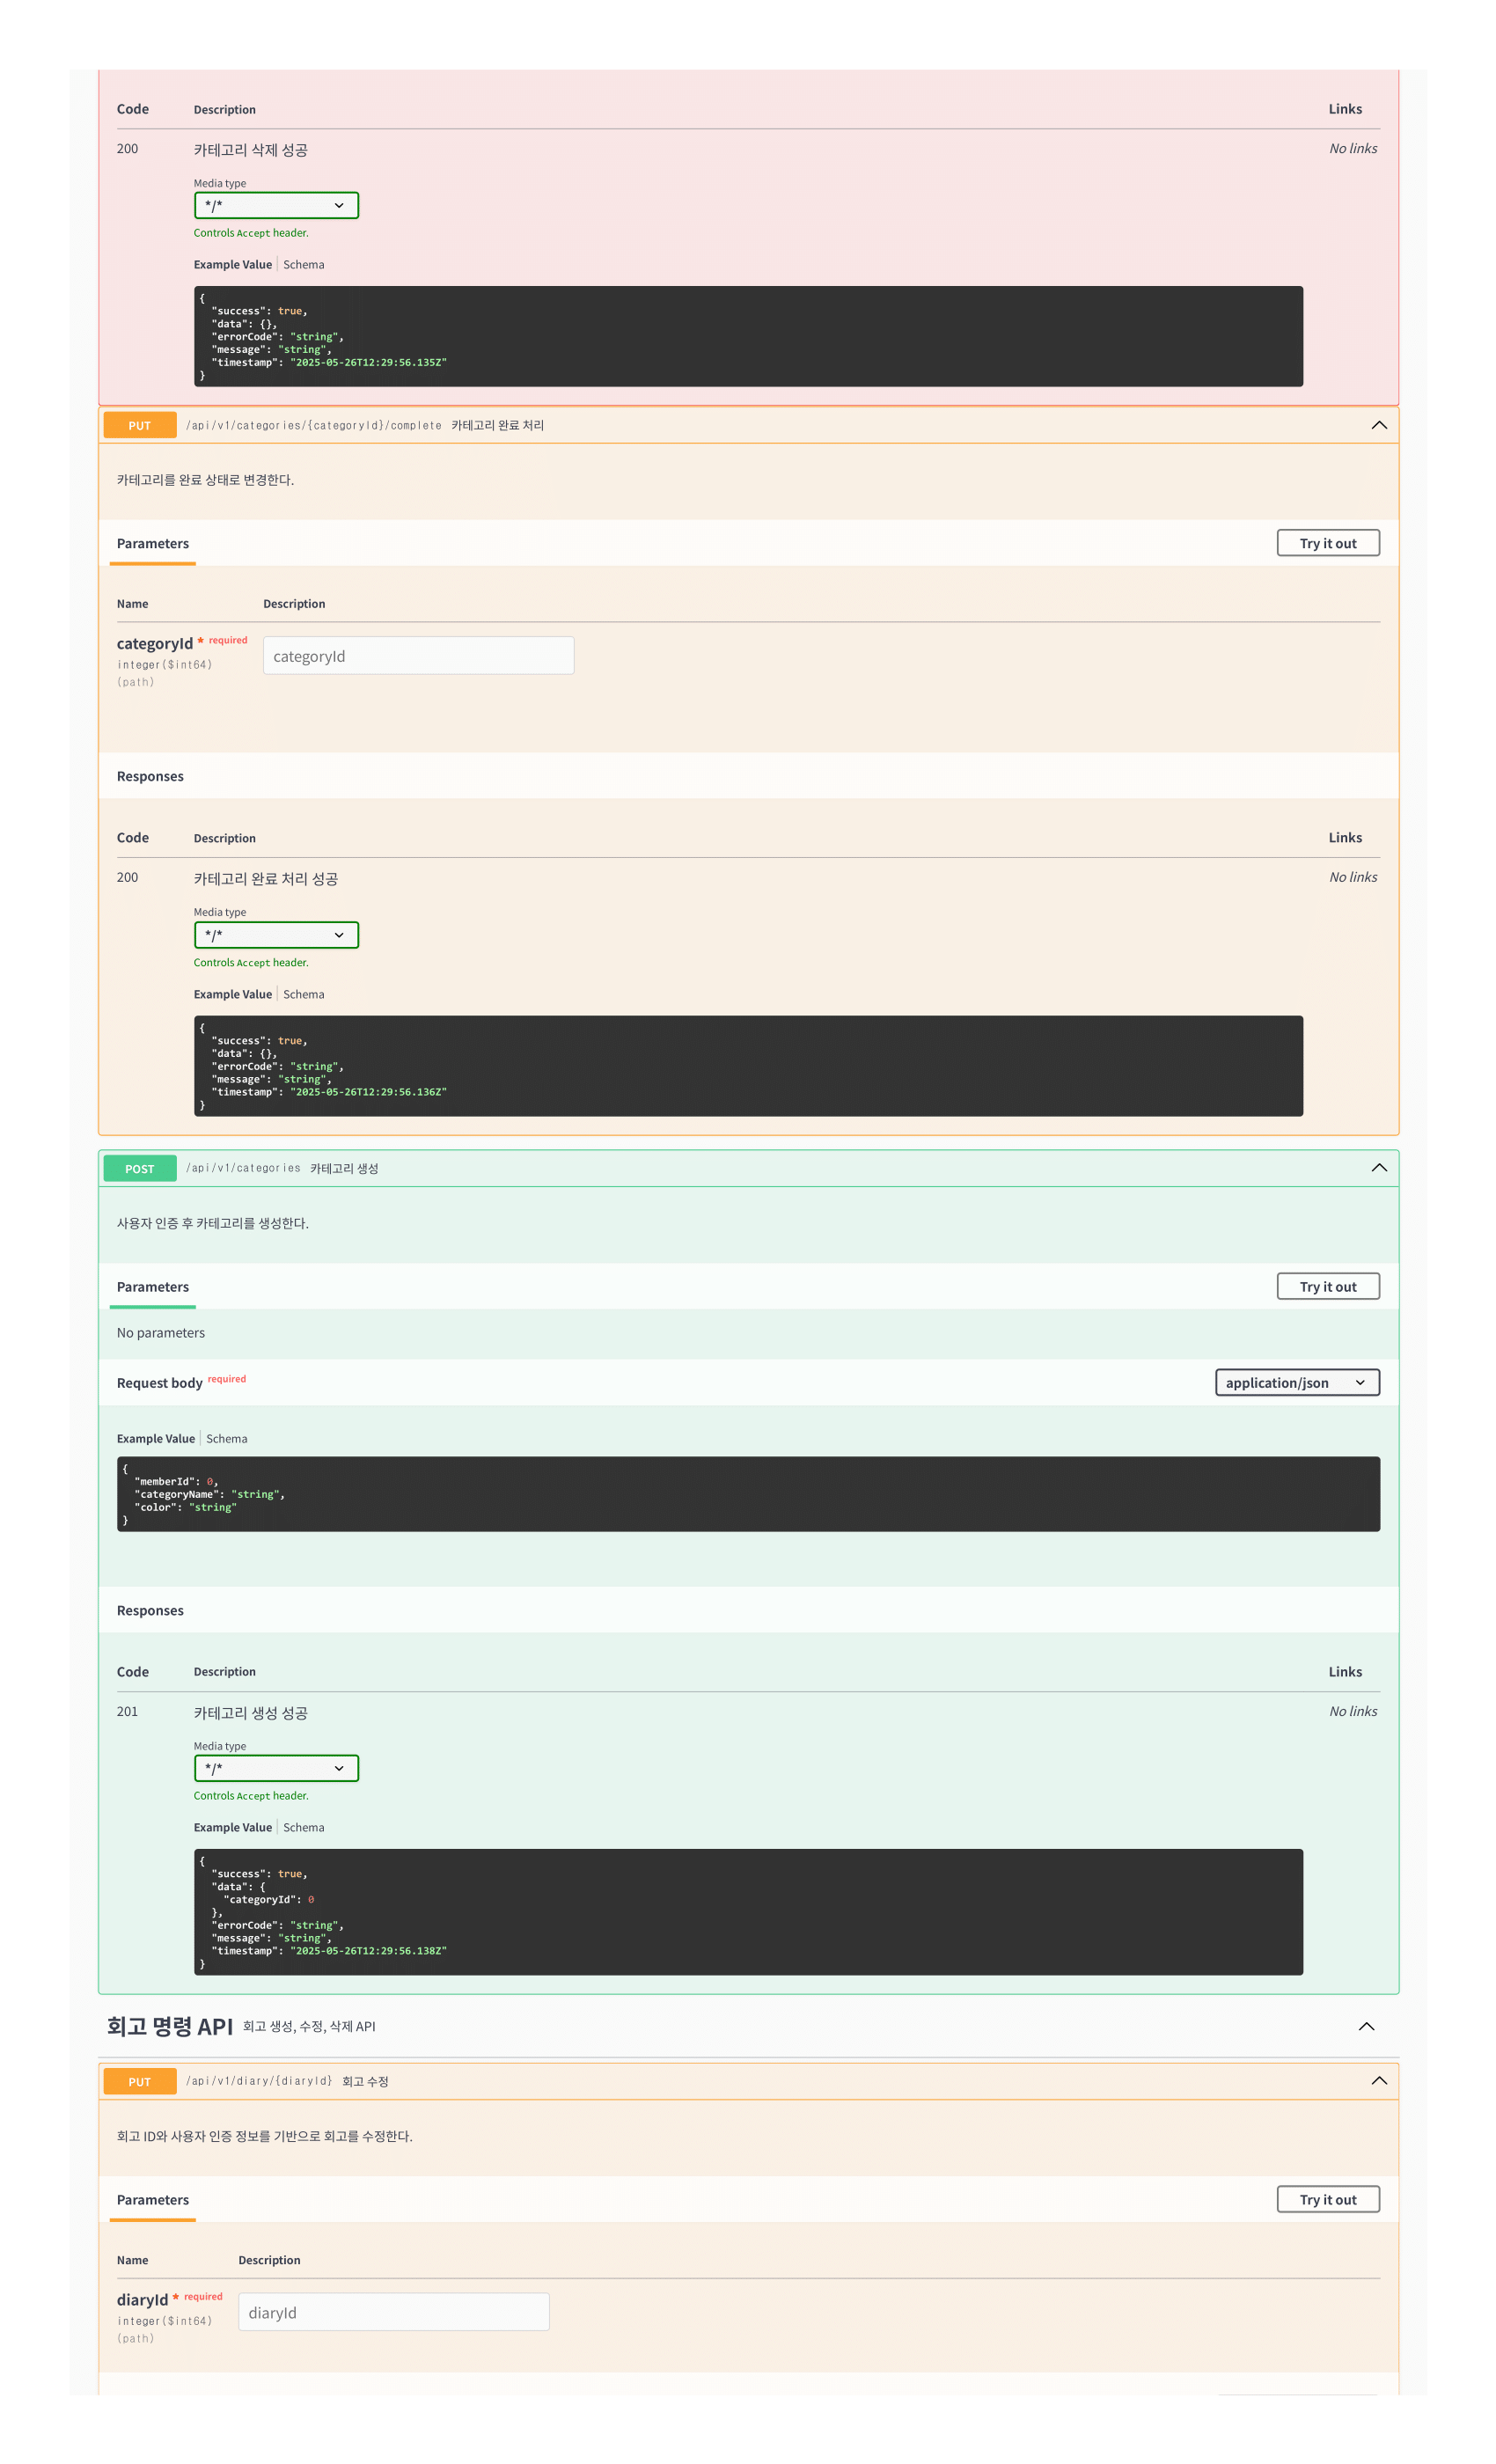 Code Description Links
200 카테고리 삭제 성공 No links
Media type
*/*
Controls Accept header.
Example Value Schema
{
"success": true,
"data": {},
"errorCode": "string",
"message": "string",
"timestamp": "2025-05-26T12:29:56.135Z"
}
PUT /api/v1/categories/{categoryId}/complete 카테고리 완료 처리
카테고리를 완료 상태로 변경한다.
Parameters Try it out
Name Description
categoryId * required categoryId
integer($int64)
(path)
Responses
Code Description Links
200 카테고리 완료 처리 성공 No links
Media type
*/*
Controls Accept header.
Example Value Schema
{
"success": true,
"data": {},
"errorCode": "string",
"message": "string",
"timestamp": "2025-05-26T12:29:56.136Z"
}
POST /api/v1/categories 카테고리 생성
사용자 인증 후 카테고리를 생성한다.
Parameters Try it out
No parameters
Request body required application/json
Example Value Schema
{
"memberId": 0,
"categoryName": "string",
"color": "string"
}
Responses
Code Description Links
201 카테고리 생성 성공 No links
Media type
*/*
Controls Accept header.
Example Value Schema
{
"success": true,
"data": {
"categoryId": 0
},
"errorCode": "string",
"message": "string",
"timestamp": "2025-05-26T12:29:56.138Z"
}
회고 명령 API 회고 생성, 수정, 삭제 API
PUT /api/v1/diary/{diaryId} 회고 수정
회고 ID와 사용자 인증 정보를 기반으로 회고를 수정한다.
Parameters Try it out
Name Description
diaryId * required diaryId
integer($int64)
(path)